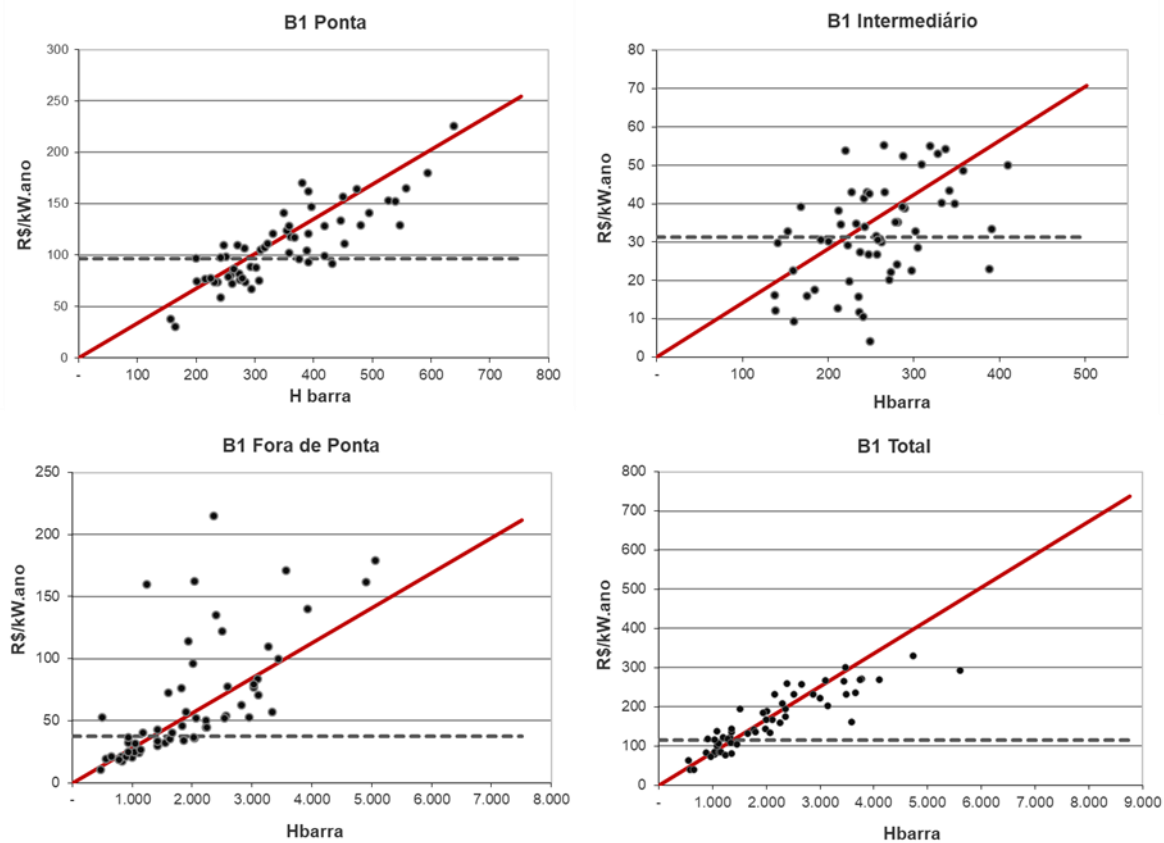 B1 Ponta
R$/kW.ano
300
250
200
150
100
50
0
- 100 200 300 400 500 600 700 800
H barra
B1 Intermediário
R$/kW.ano
80
70
60
50
40
30
20
10
0
- 100 200 300 400 500
Hbarra
B1 Fora de Ponta
R$/kW.ano
250
200
150
100
50
0
- 1.000 2.000 3.000 4.000 5.000 6.000 7.000 8.000
Hbarra
B1 Total
R$/kW.ano
800
700
600
500
400
300
200
100
0
- 1.000 2.000 3.000 4.000 5.000 6.000 7.000 8.000 9.000
Hbarra